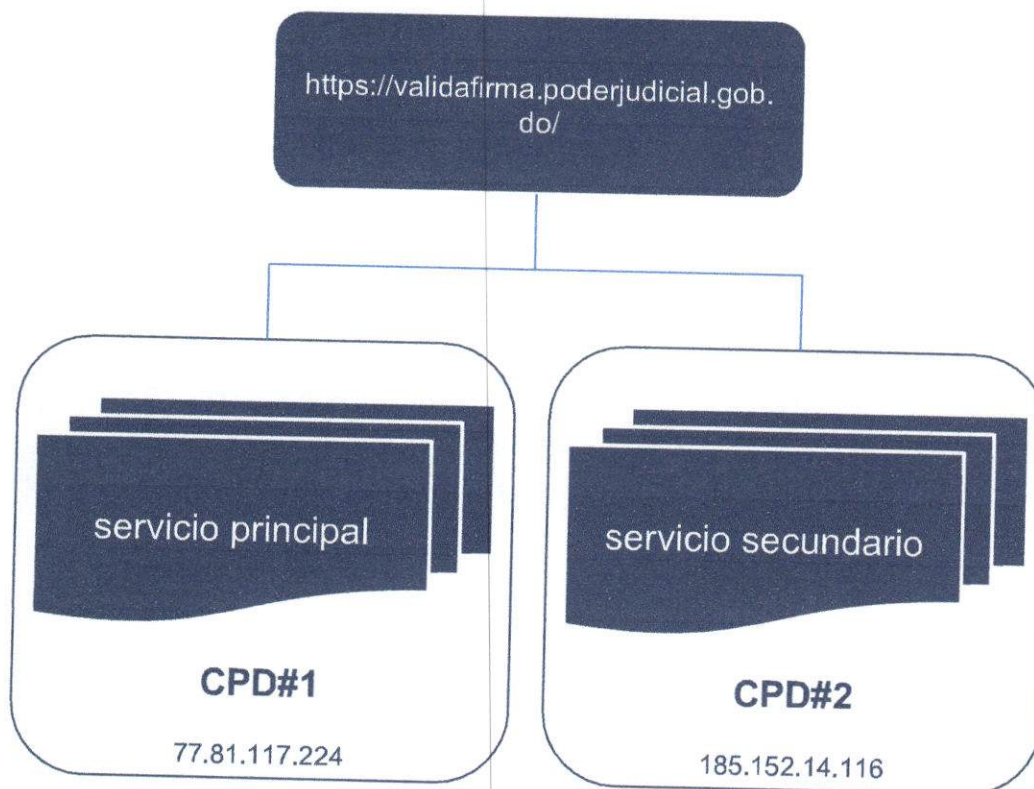 https://validafirma.poderjudicial.gob.
do/
servicio principal
CPD#1
77.81.117.224
servicio secundario
CPD#2
185.152.14.116